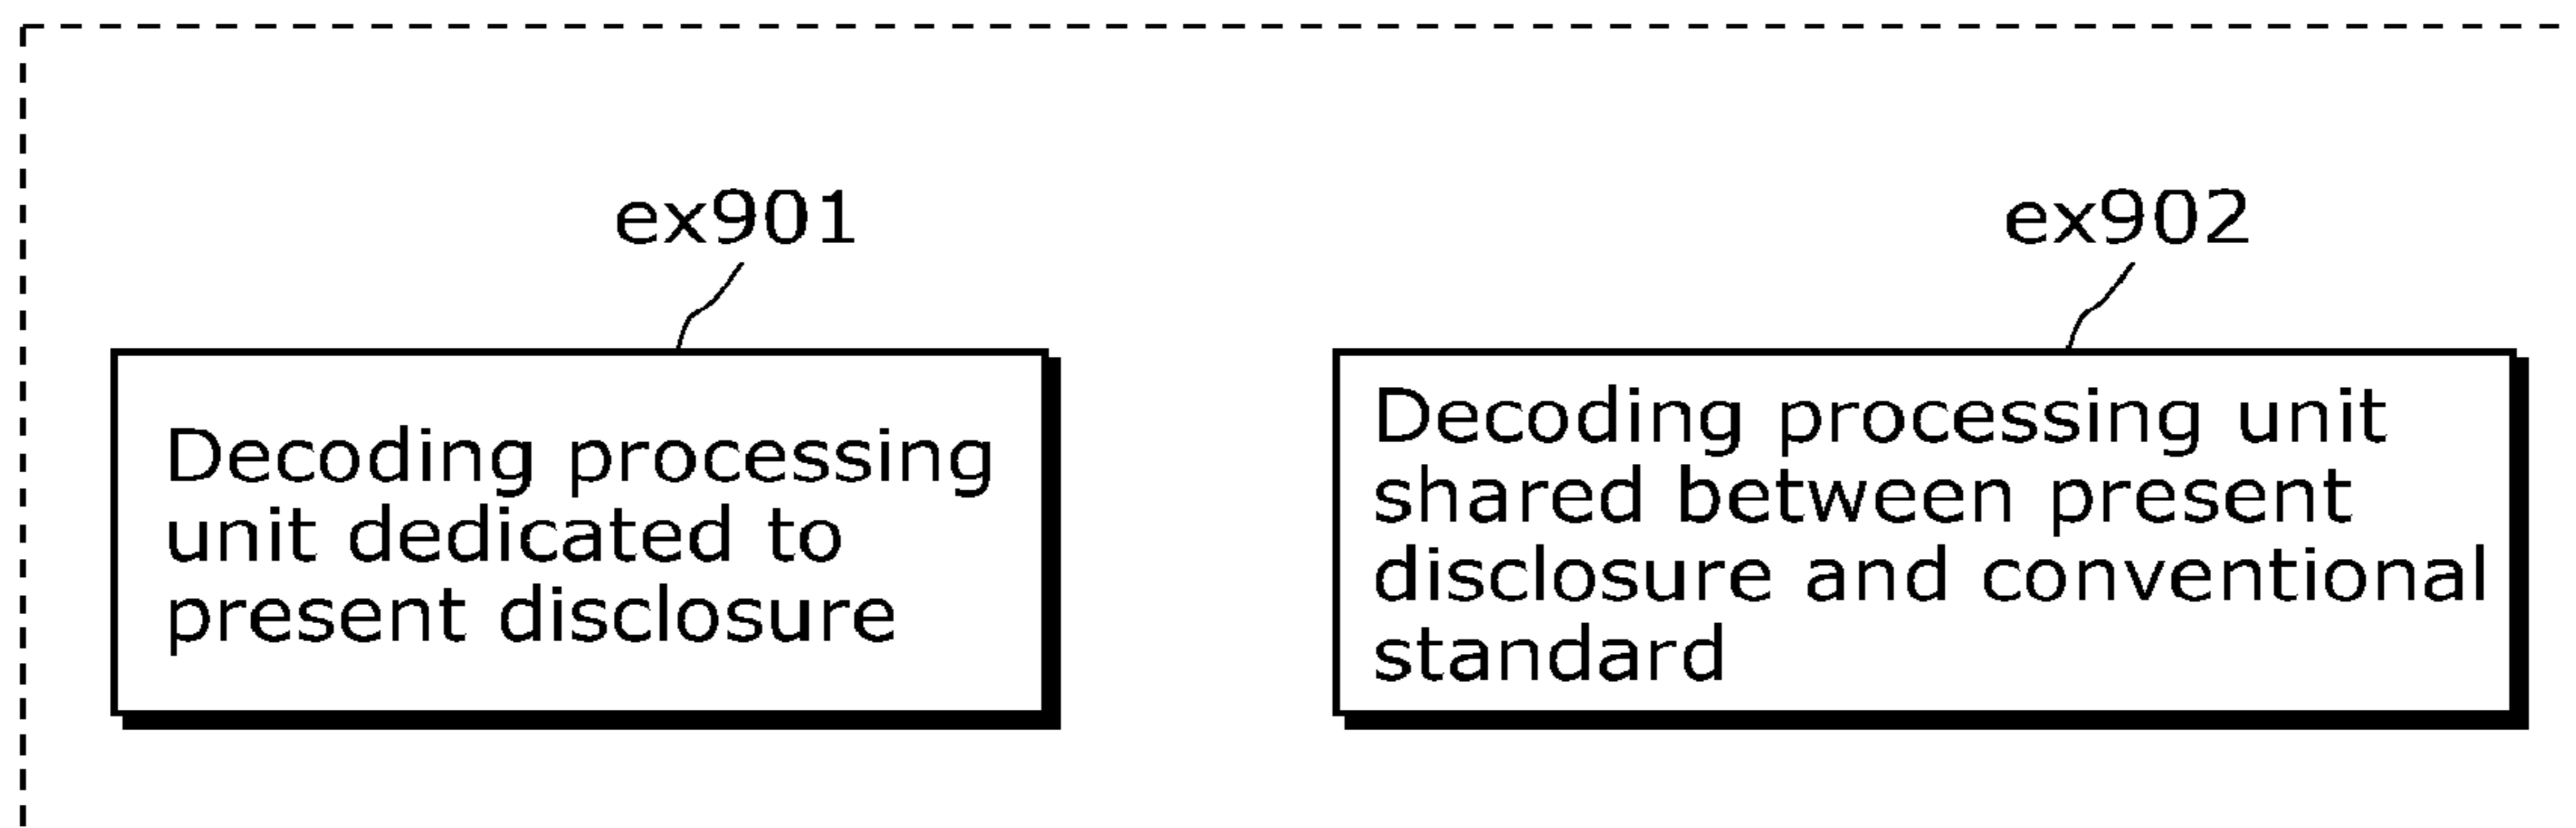 ex901
ex902
Decoding processing
unit dedicated to
present disclosure
Decoding processing unit
shared between present
disclosure and conventional
standard